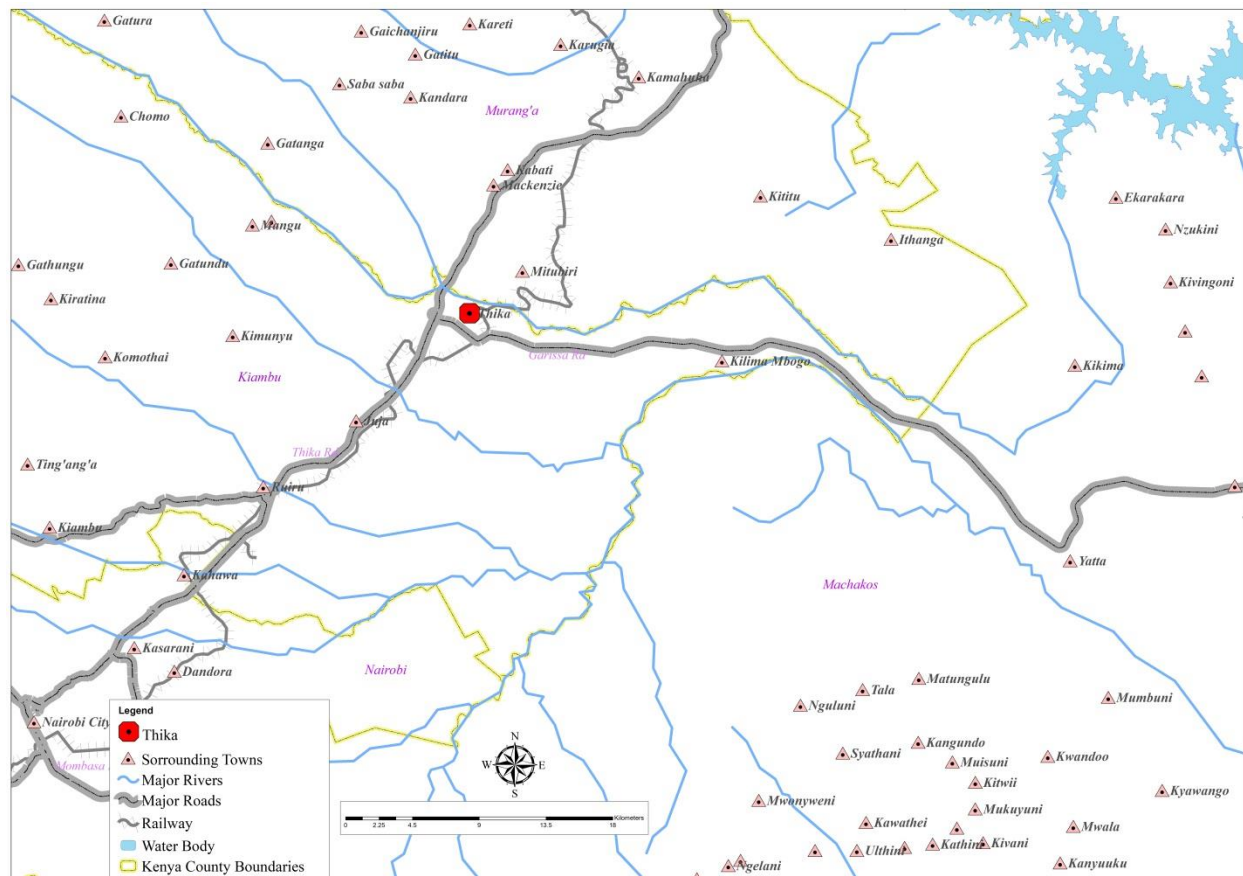 Gatura
Kareti
Gaichanjiru
Karugia
Gatitu
Kamahuha
Saba saba
Kandara
Murang'a
Chomo
Gatanga
Kabati
Mackenzie
Kititu
Ekarakara
Mangu
Nzukini
Ithanga
Gathungu
Gatundu
Mitubiri
Kiratina
Kivingoni
Thika
Kimunyu
Garissa Rd
Komothai
Kilima Mbogo
Kikima
Kiambu
Juja
Thika Rd
Ting'ang'a
Ruiru
Kiambu
Yatta
Kahawa
Machakos
Kasarani
Nairobi
Dandora
Matungulu
Tala
Mumbuni
Nguluni
Nairobi City
Kangundo
Syathani
Muisuni
Kwandoo
Mombasa
Kitwii
Kyawango
Mwonyweni
Mukuyuni
Kawathei
Mwala
Ulthini
Kathini
Kivani
Ngelani
Kanyuuku
Legend
Thika
Sorrounding Towns
Major Rivers
Major Roads
Railway
Water Body
Kenya County Boundaries
N
W E
S
Kilometers
0 2.25 4.5 9 13.5 18